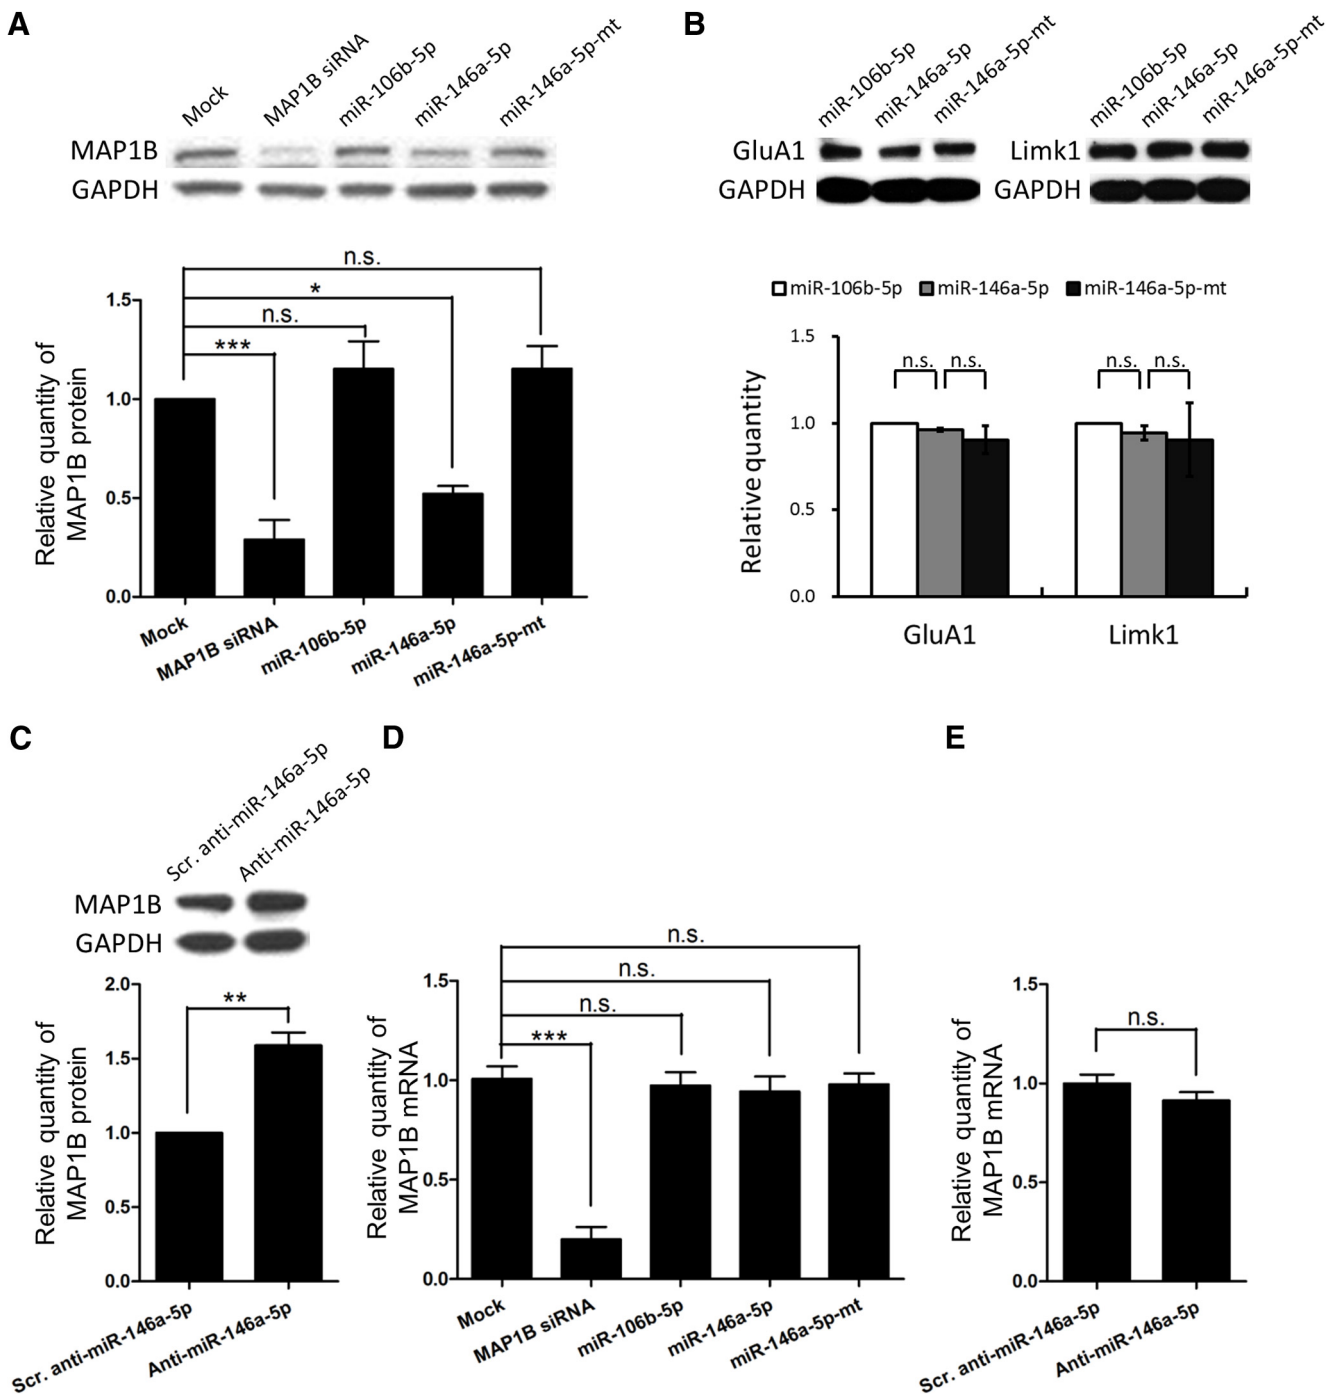 A
Mock
MAP1B siRNA
miR-106b-5p
miR-146a-5p
miR-146a-5p-mt
MAP1B
GAPDH
n.s.
*
n.s.
***
1.5
1.0
0.5
0.0
Relative quantity of
MAP1B protein
Mock
MAP1B siRNA
miR-106b-5p
miR-146a-5p
miR-146a-5p-mt
B
miR-106b-5p
miR-146a-5p
miR-146a-5p-mt
miR-106b-5p
miR-146a-5p
miR-146a-5p-mt
GluA1
Limk1
GAPDH
GAPDH
miR-106b-5p
miR-146a-5p
miR-146a-5p-mt
1.5
1.0
0.5
0.0
Relative quantity
n.s.
n.s.
n.s.
n.s.
GluA1
Limk1
C
Scr. anti-miR-146a-5p
Anti-miR-146a-5p
MAP1B
GAPDH
2.0
1.5
1.0
0.5
0.0
**
Relative quantity of
MAP1B protein
Scr. anti-miR-146a-5p
Anti-miR-146a-5p
D
n.s.
n.s.
n.s.
***
1.5
1.0
0.5
0.0
Relative quantity of
MAP1B mRNA
Mock
MAP1B siRNA
miR-106b-5p
miR-146a-5p
miR-146a-5p-mt
E
1.5
1.0
0.5
0.0
n.s.
Relative quantity of
MAP1B mRNA
Scr. anti-miR-146a-5p
Anti-miR-146a-5p